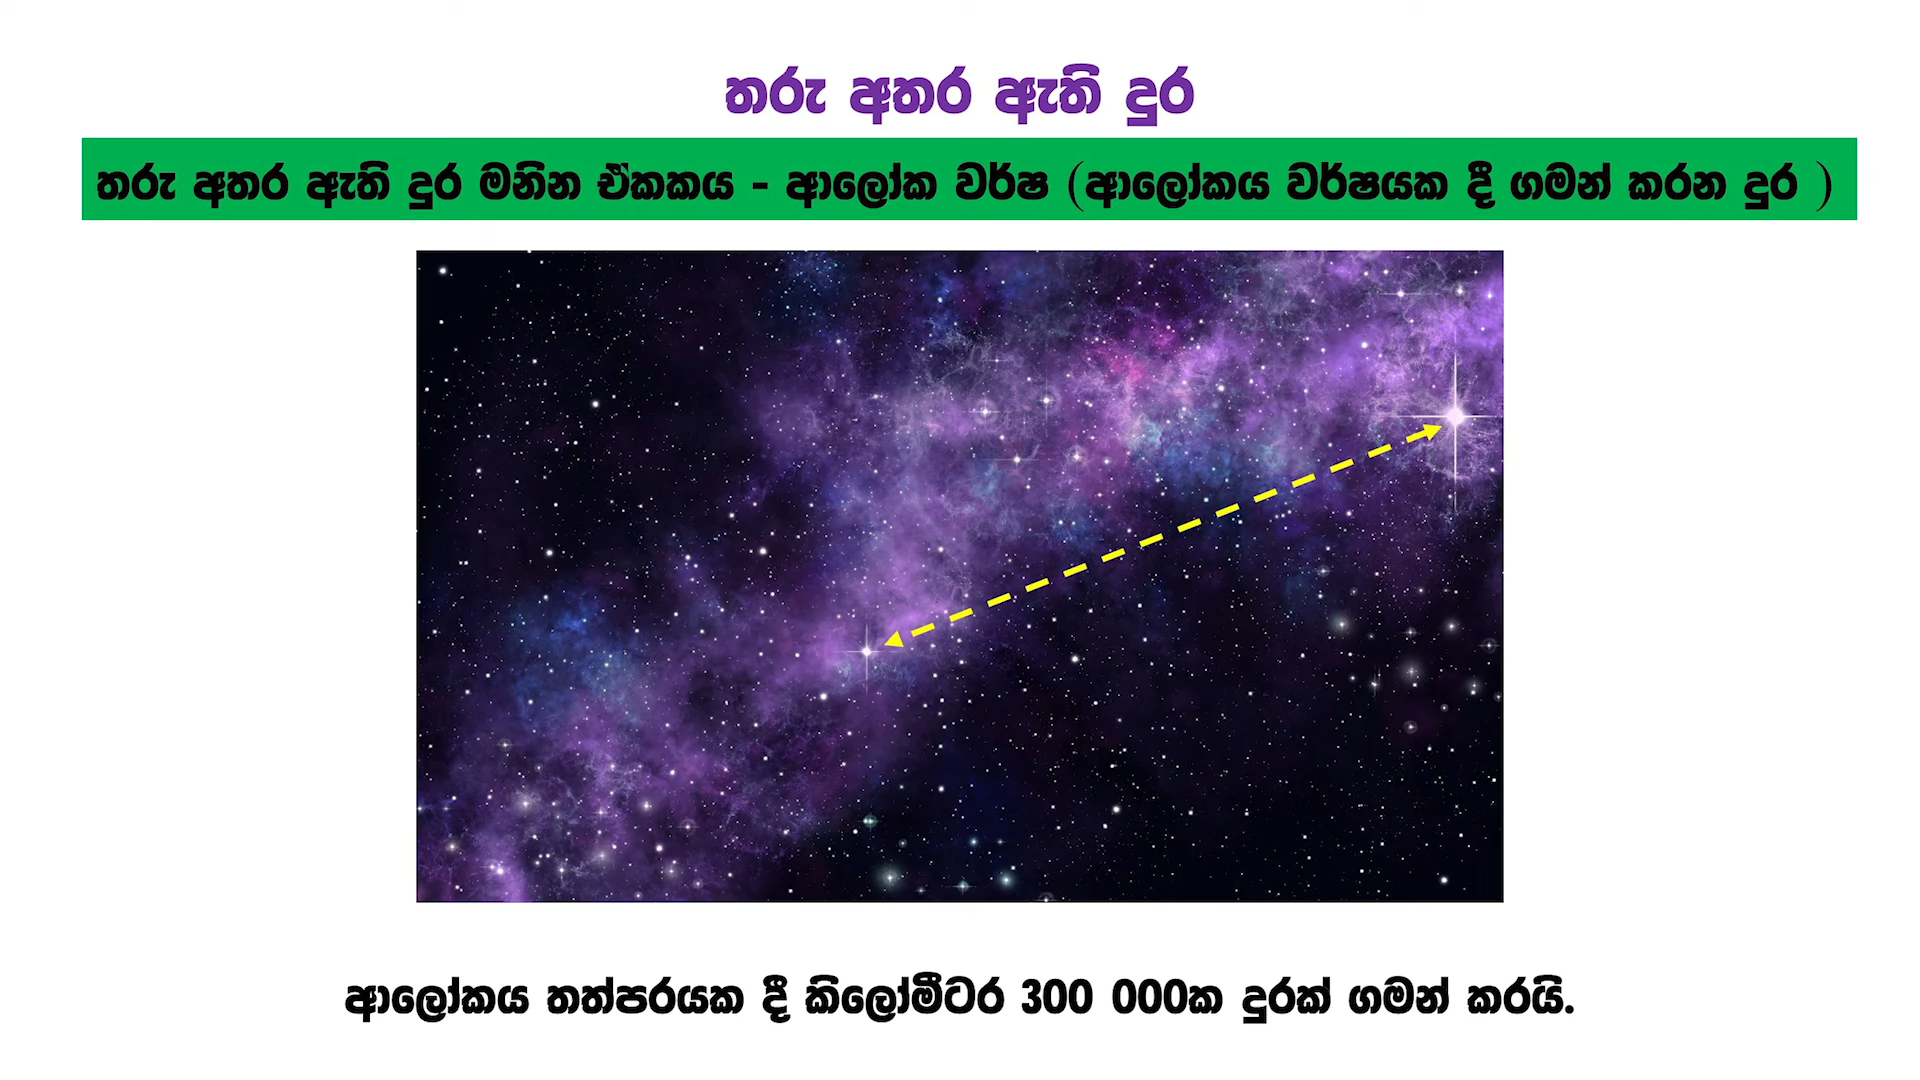 තරු අතර ඇති දුර
තරු අතර ඇති දුර මනින ඒකකය - ආලෝක වර්ෂ (ආලෝකය වර්ෂයක දී ගමන් කරන දුර )
ආලෝකය තත්පරයක දී කිලෝමීටර 300 000ක දුරක් ගමන් කරයි.